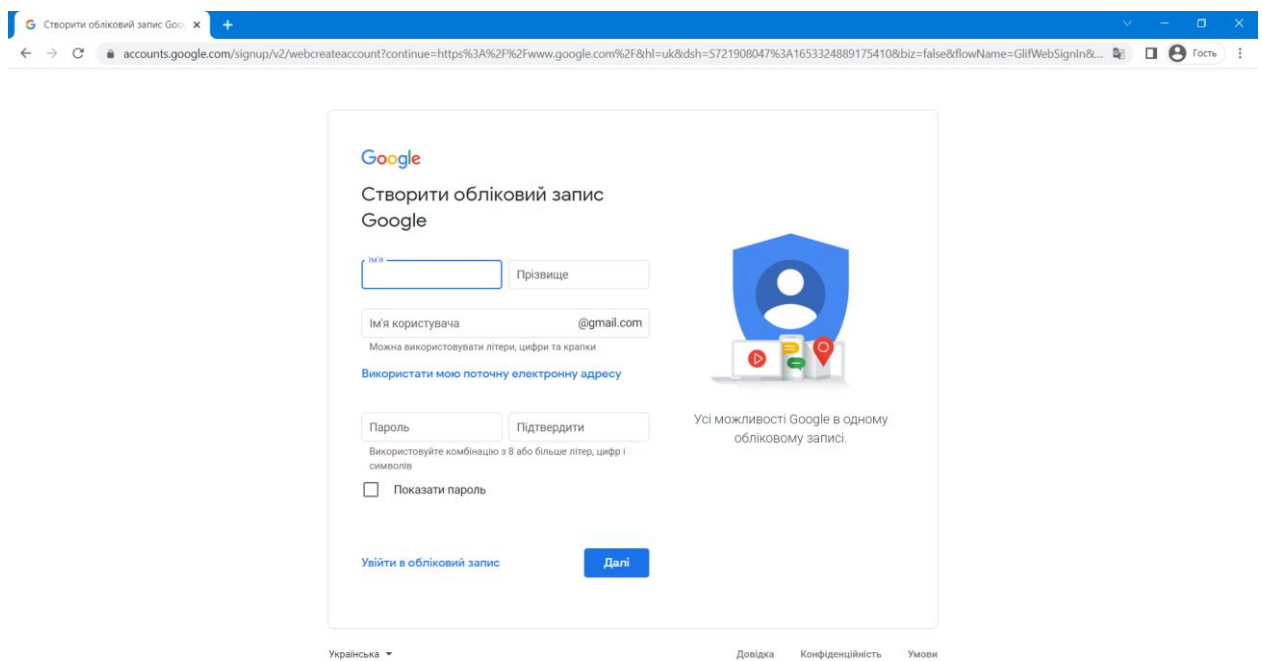 Створити обліковий запис Goo
accounts.google.com/signup/v2/webcreateaccount?continue=https%3A%2F%2Fwww.google.com%2F&hl=uk&dsh=S721908047%3A1653324889175410&biz=false&flowName=GlifWebSignIn&...
Гость
Google
Створити обліковий запис
Google
Ім'я
Прізвище
Ім'я користувача @gmail.com
Можна використовувати літери, цифри та крапки
Використати мою поточну електронну адресу
Пароль
Підтвердити
Використовуйте комбінацію з 8 або більше літер, цифр і
символів
Показати пароль
Увійти в обліковий запис
Далі
Усі можливості Google в одному
обліковому записі.
Українська
Довідка
Конфіденційність
Умови